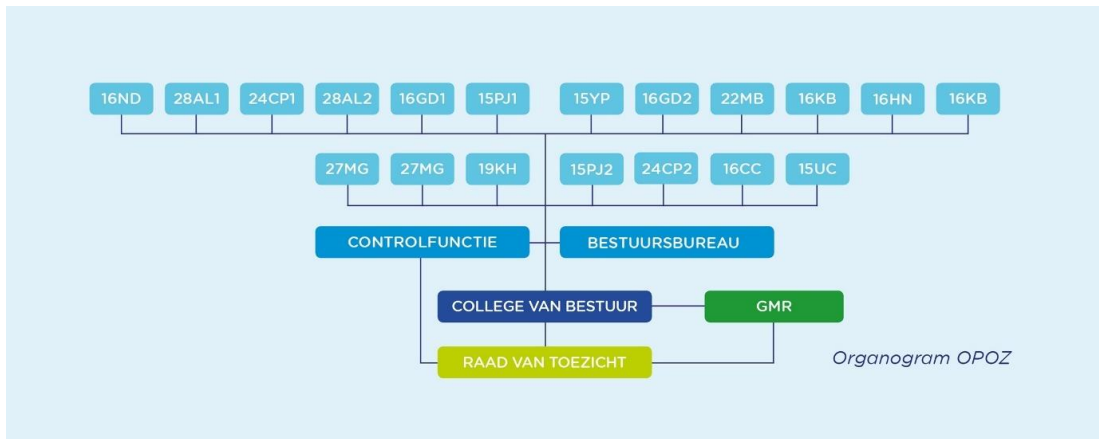 16ND 28AL1 24CP1 28AL2 16GD1 15PJ1 15YP 16GD2 22MB 16KB 16HN 16KB
27MG 27MG 19KH 15PJ2 24CP2 16CC 15UC
CONTROLFUNCTIE BESTUURSBUREAU
COLLEGE VAN BESTUUR GMR
RAAD VAN TOEZICHT
Organogram OPOZ